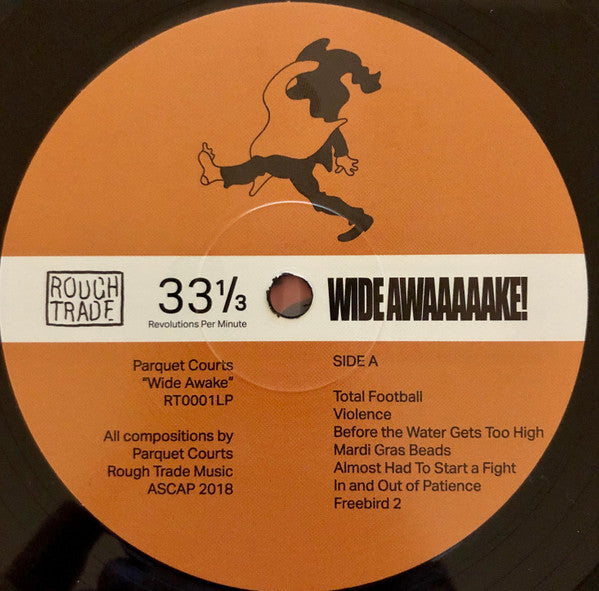 ROUGH
TRADE
33 1/3
Revolutions Per Minute
WIDE AWAAAAAKE!
Parquet Courts
"Wide Awake"
RT0001LP
All compositions by
Parquet Courts
Rough Trade Music
ASCAP 2018
SIDE A
Total Football
Violence
Before the Water Gets Too High
Mardi Gras Beads
Almost Had To Start a Fight
In and Out of Patience
Freebird 2